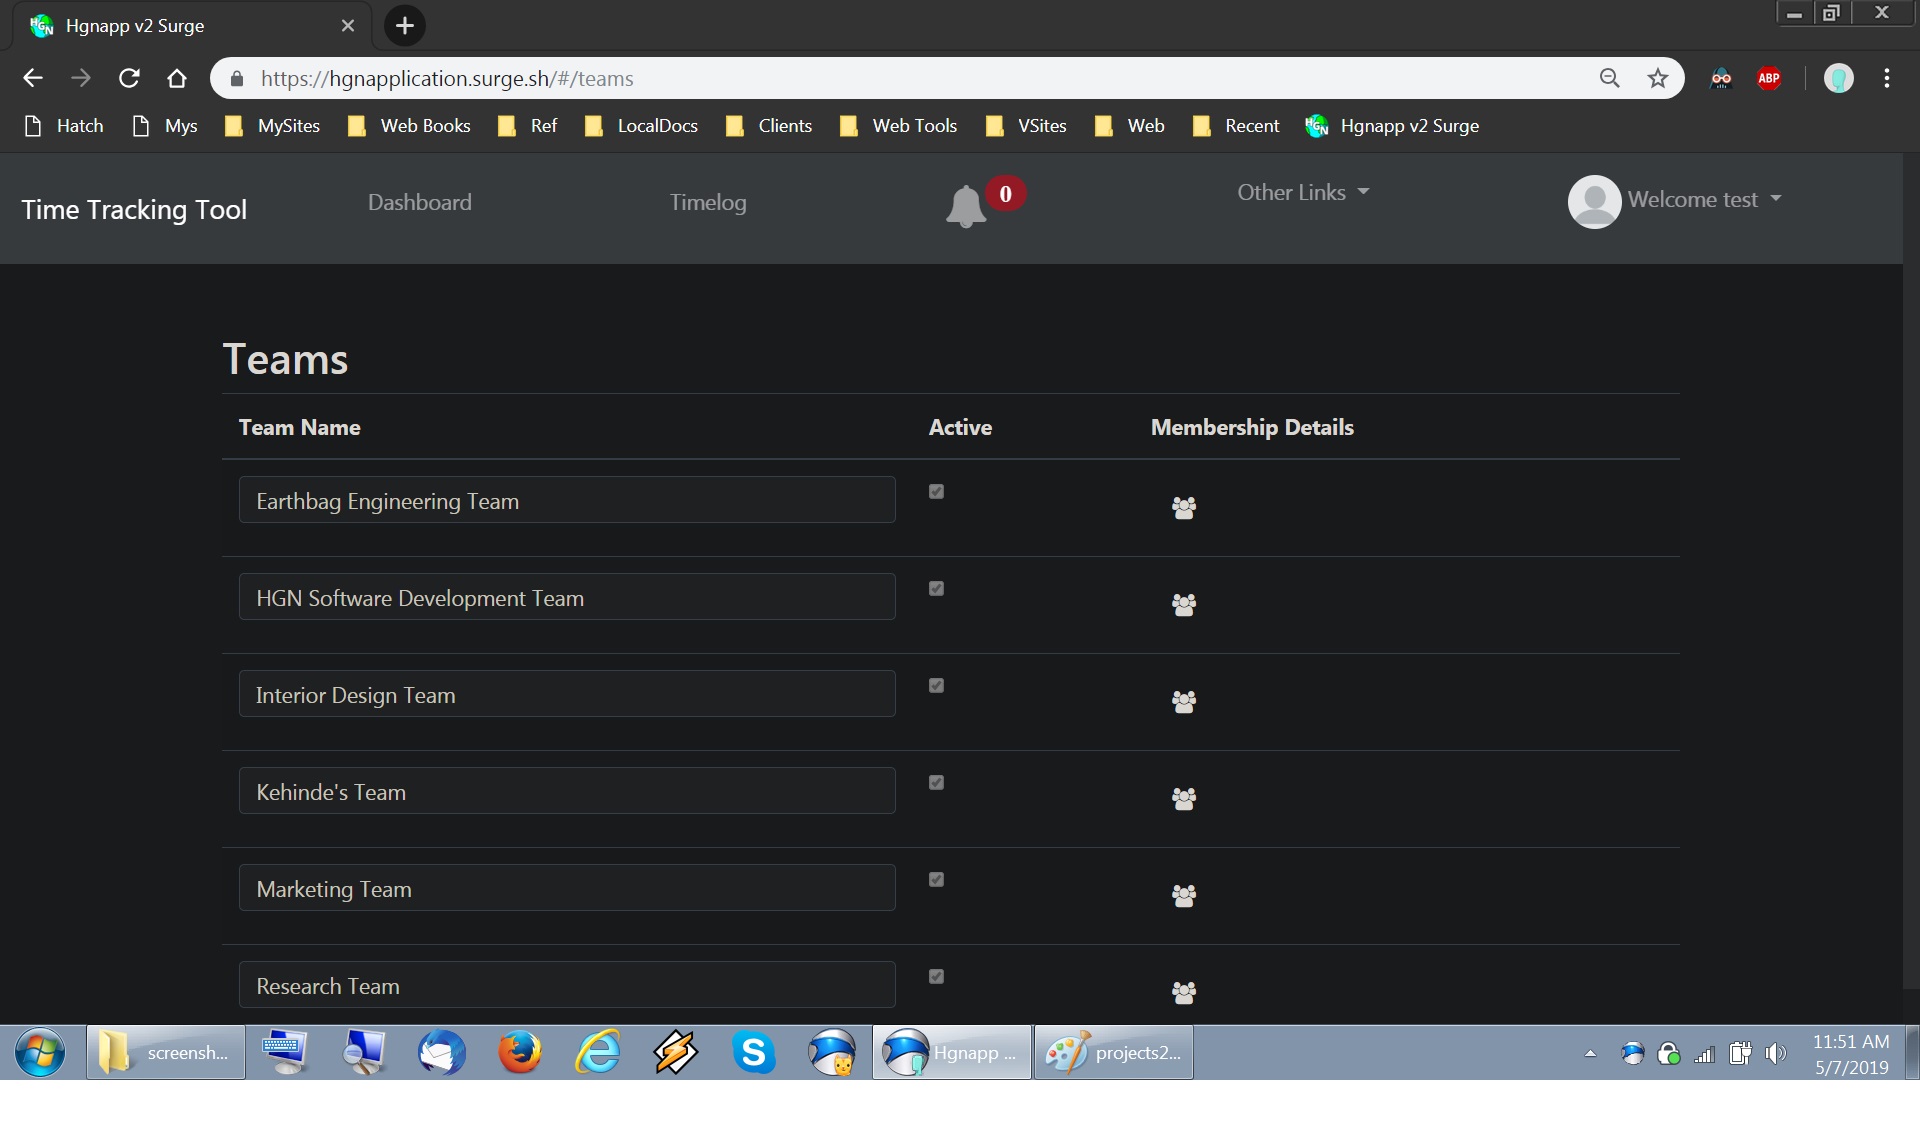 Hgnapp v2 Surge
https://hgnapplication.surge.sh/#/teams
ABP
Hatch Mys MySites Web Books Ref LocalDocs Clients Web Tools VSites Web Recent Hgnapp v2 Surge
Time Tracking Tool Dashboard Timelog 0 Other Links Welcome test
Teams
Team Name Active Membership Details
Earthbag Engineering Team
HGN Software Development Team
Interior Design Team
Kehinde's Team
Marketing Team
Research Team
screensh... Hgnapp ... projects2... 11:51 AM
5/7/2019